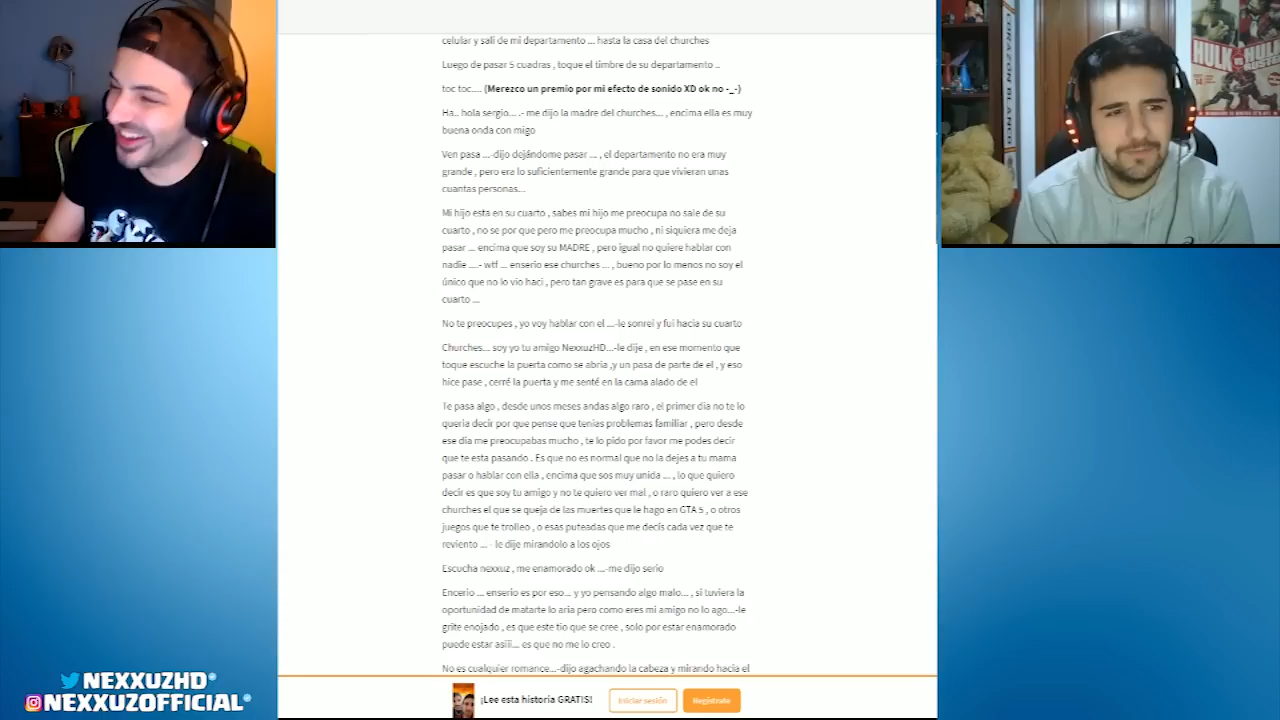 celular y sali de mi departamento ... hasta la casa del churches
Luego de pasar 5 cuadras , toque el timbre de su departamento ..
toc toc.... (Merezco un premio por mi efecto de sonido XD ok no -_-)
Ha.. hola sergio... .- me dijo la madre del churches... , encima ella es muy
buena onda con migo
Ven pasa ... -dijo dejándome pasar ... , el departamento no era muy
grande , pero era lo suficientemente grande para que vivieran unas
cuantas personas...
Mi hijo esta en su cuarto , sabes mi hijo me preocupa no sale de su
cuarto , no se por que pero me preocupa mucho , ni siquiera me deja
pasar ... encima que soy su MADRE , pero igual no quiere hablar con
nadie ....- wtf ... enserio ese churches ... , bueno por lo menos no soy el
único que no lo vio haci , pero tan grave es para que se pase en su
cuarto ...
No te preocupes , yo voy hablar con el ...-le sonrei y fui hacia su cuarto
Churches... soy yo tu amigo NexxuzHD...-le dije , en ese momento que
toque escuche la puerta como se abria ,y un pasa de parte de el , y eso
hice pase , cerré la puerta y me senté en la cama alado de el
Te pasa algo , desde unos meses andas algo raro , el primer dia no te lo
queria decir por que pense que tenias problemas familiar , pero desde
ese dia me preocupabas mucho , te lo pido por favor me podes decir
que te esta pasando . Es que no es normal que no la dejes a tu mama
pasar o hablar con ella , encima que sos muy unida ... , lo que quiero
decir es que soy tu amigo y no te quiero ver mal , o raro quiero ver a ese
churches el que se queja de las muertes que le hago en GTA 5 , o otros
juegos que te trolleo , o esas puteadas que me decís cada vez que te
reviento ... - le dije mirandolo a los ojos
Escucha nexxuz , me enamorado ok ...-me dijo serio
Encerio ... enserio es por eso... y yo pensando algo malo... , si tuviera la
oportunidad de matarte lo aria pero como eres mi amigo no lo ago...-le
grite enojado , es que este tio que se cree , solo por estar enamorado
puede estar asiii.... es que no me lo creo .
No es cualquier romance...-dijo agachando la cabeza y mirando hacia el
¡Lee esta historia GRATIS!
Iniciar sesión
Regístrate
NEXXUZHD
NEXXUZOFFICIAL
CORAZON BLANCO
HULK VS HULK